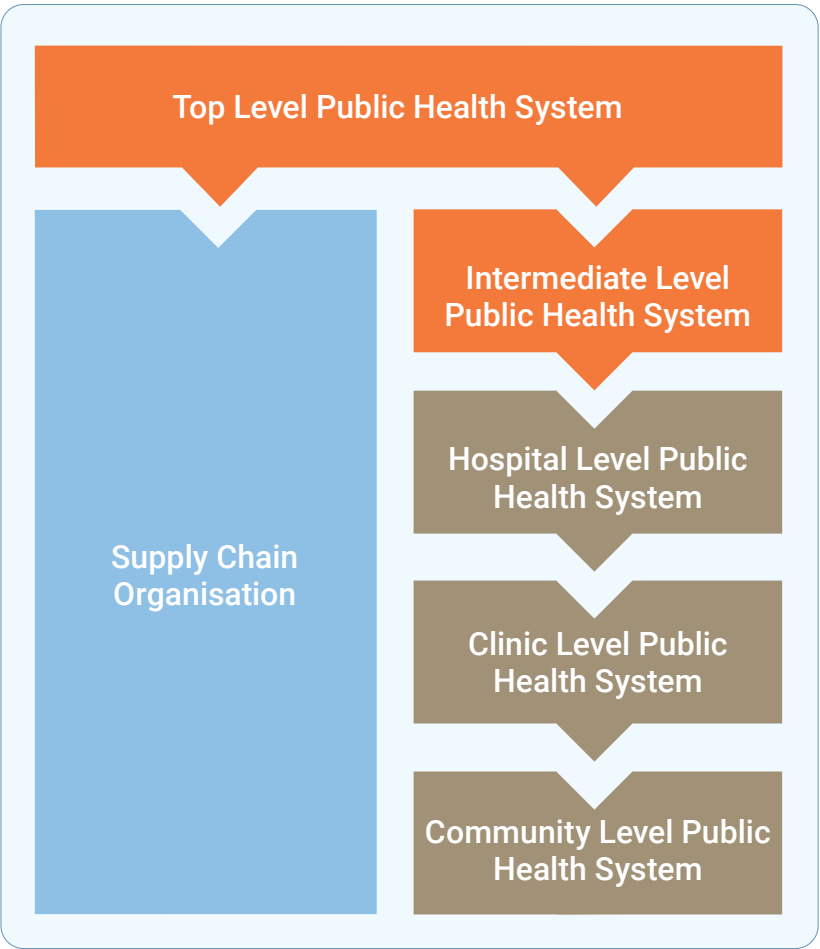 Top Level Public Health System
Intermediate Level
Public Health System
Hospital Level Public
Health System
Supply Chain
Organisation
Clinic Level Public
Health System
Community Level Public
Health System